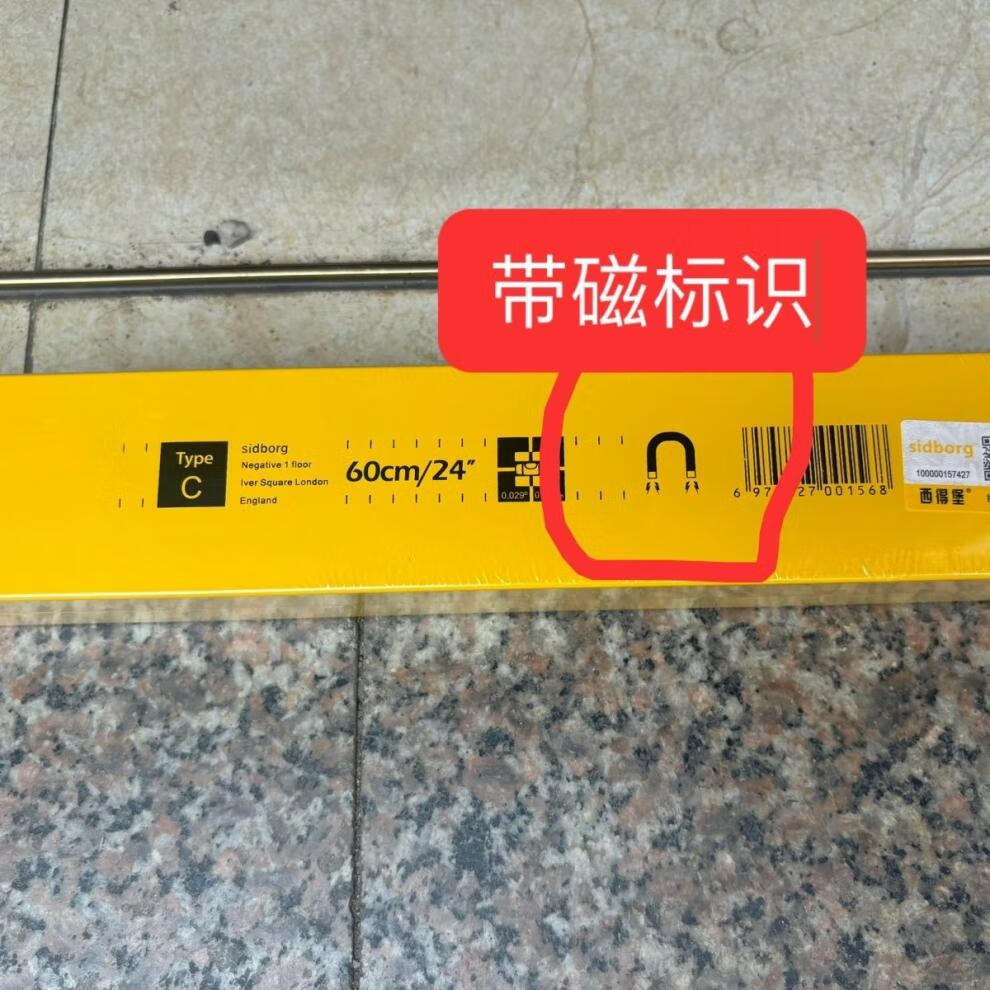 带磁标识
Type
C
sidborg
Negative 1 floor
Iver Square London
England
60cm/24"
0,029°
sidborg
100000157427
西得堡®